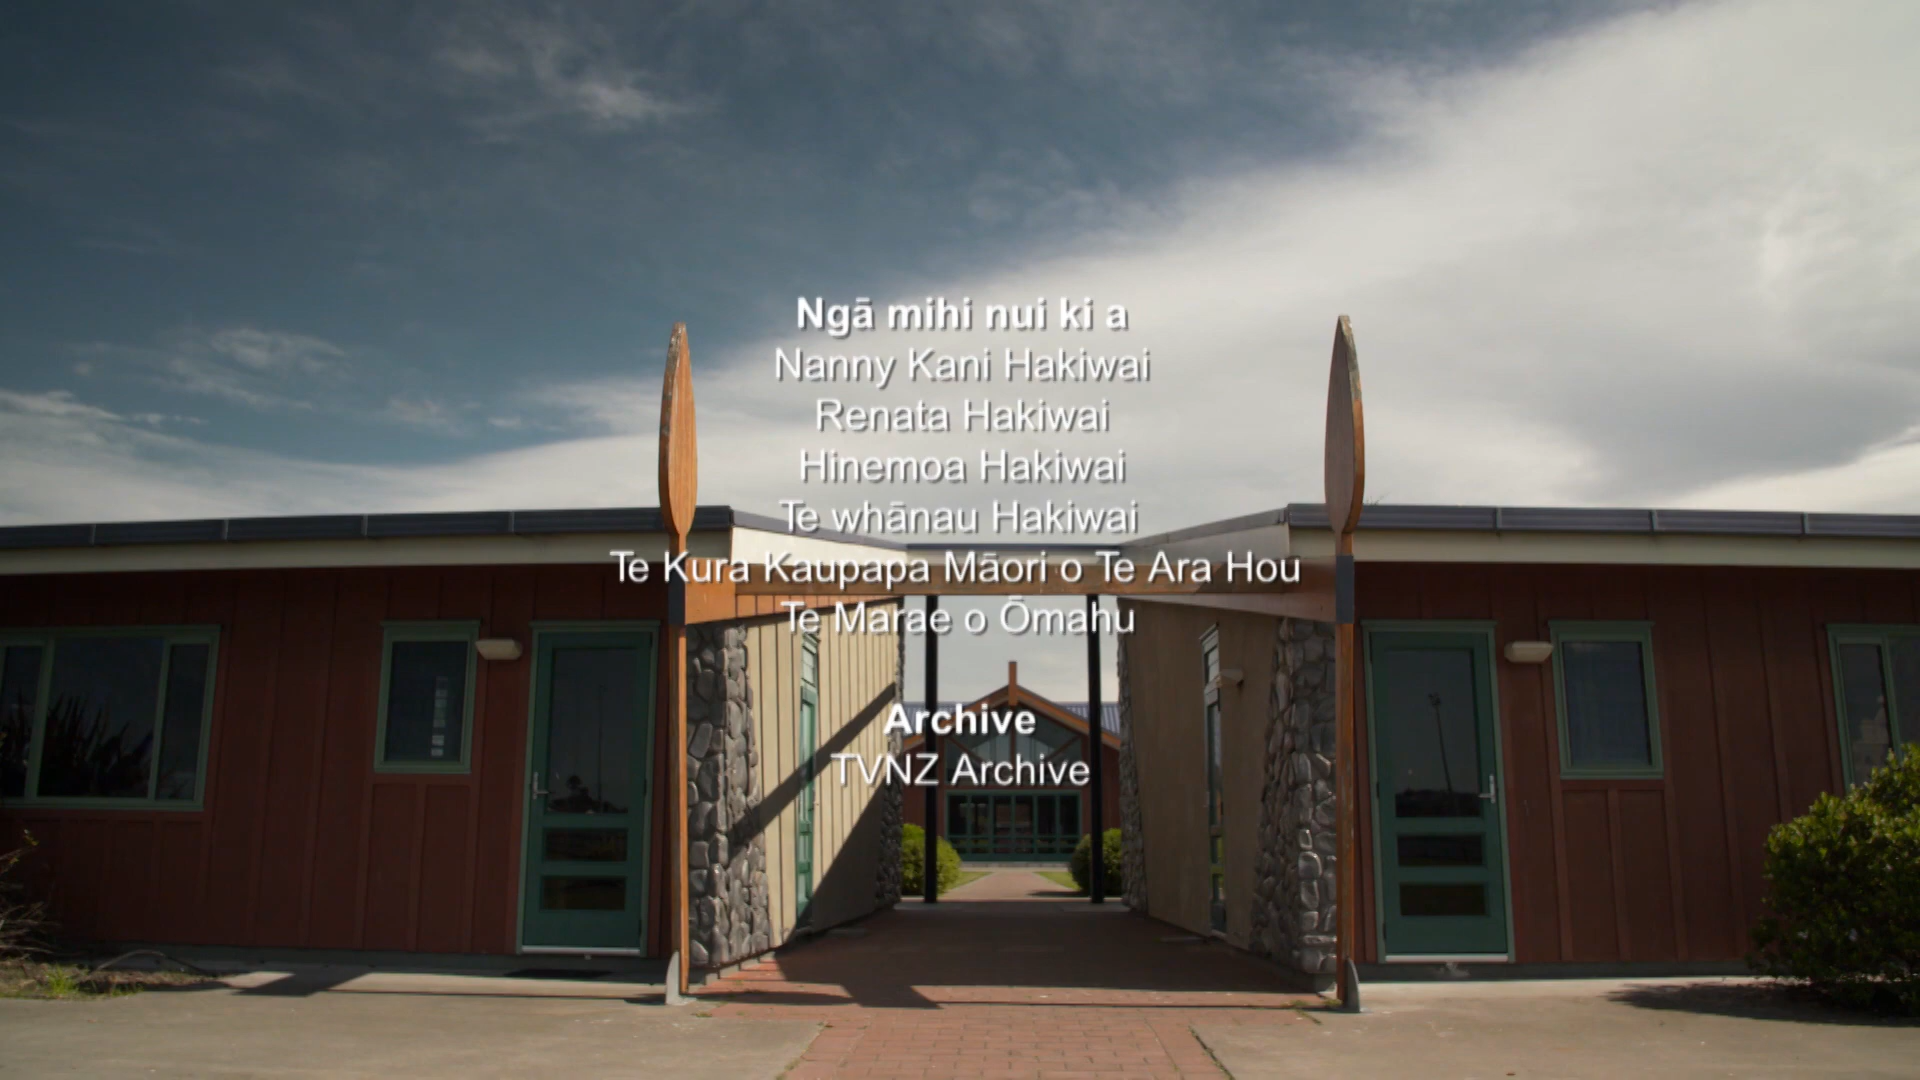 Ngā mihi nui ki a
Nanny Kani Hakiwai
Renata Hakiwai
Hinemoa Hakiwai
Te whānau Hakiwai
Te Kura Kaupapa Māori o Te Ara Hou
Te Marae o Ōmahu
Archive
TVNZ Archive